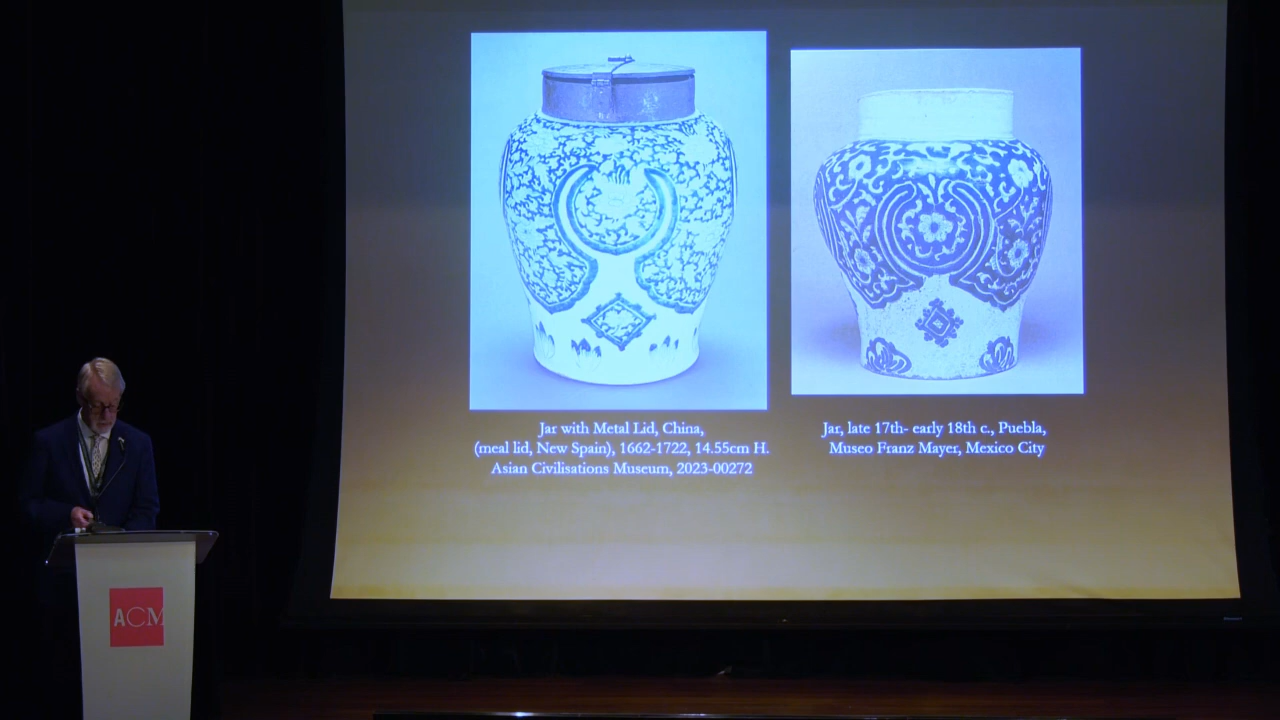 Jar with Metal Lid, China,
(meal lid, New Spain), 1662-1722, 14.55cm H.
Asian Civilisations Museum, 2023-00272
Jar, late 17th- early 18th c., Puebla,
Museo Franz Mayer, Mexico City
ACM